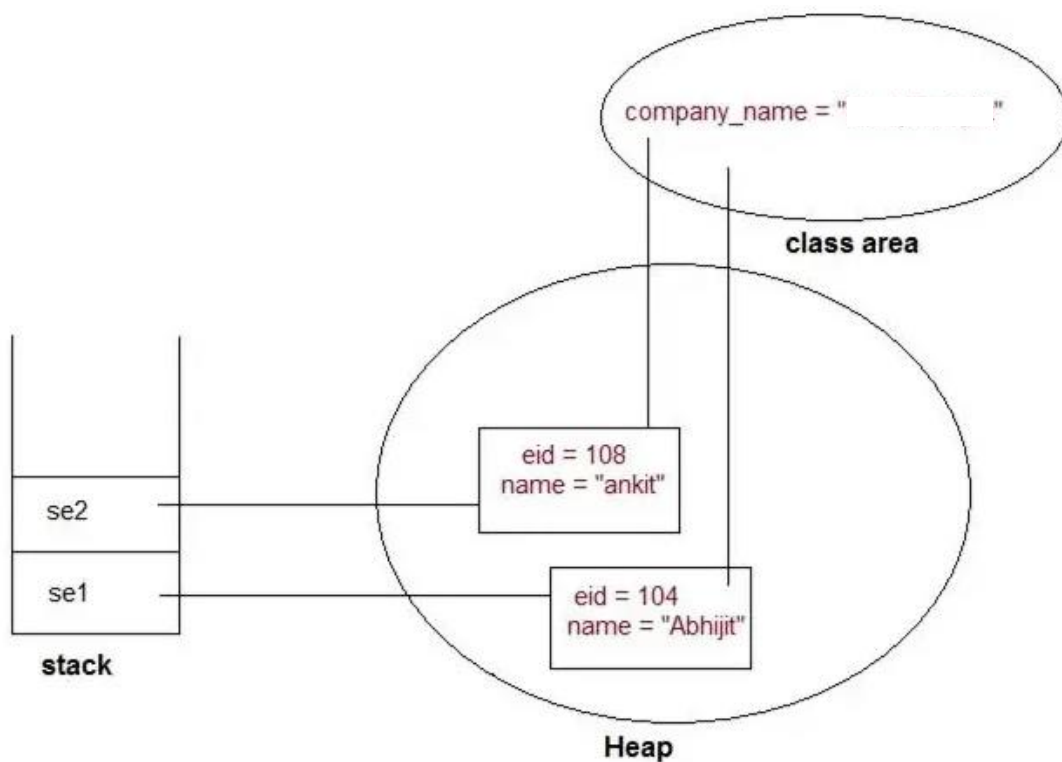 company_name = " "
class area
eid = 108
name = "ankit"
se2
se1
eid = 104
name = "Abhijit"
stack
Heap